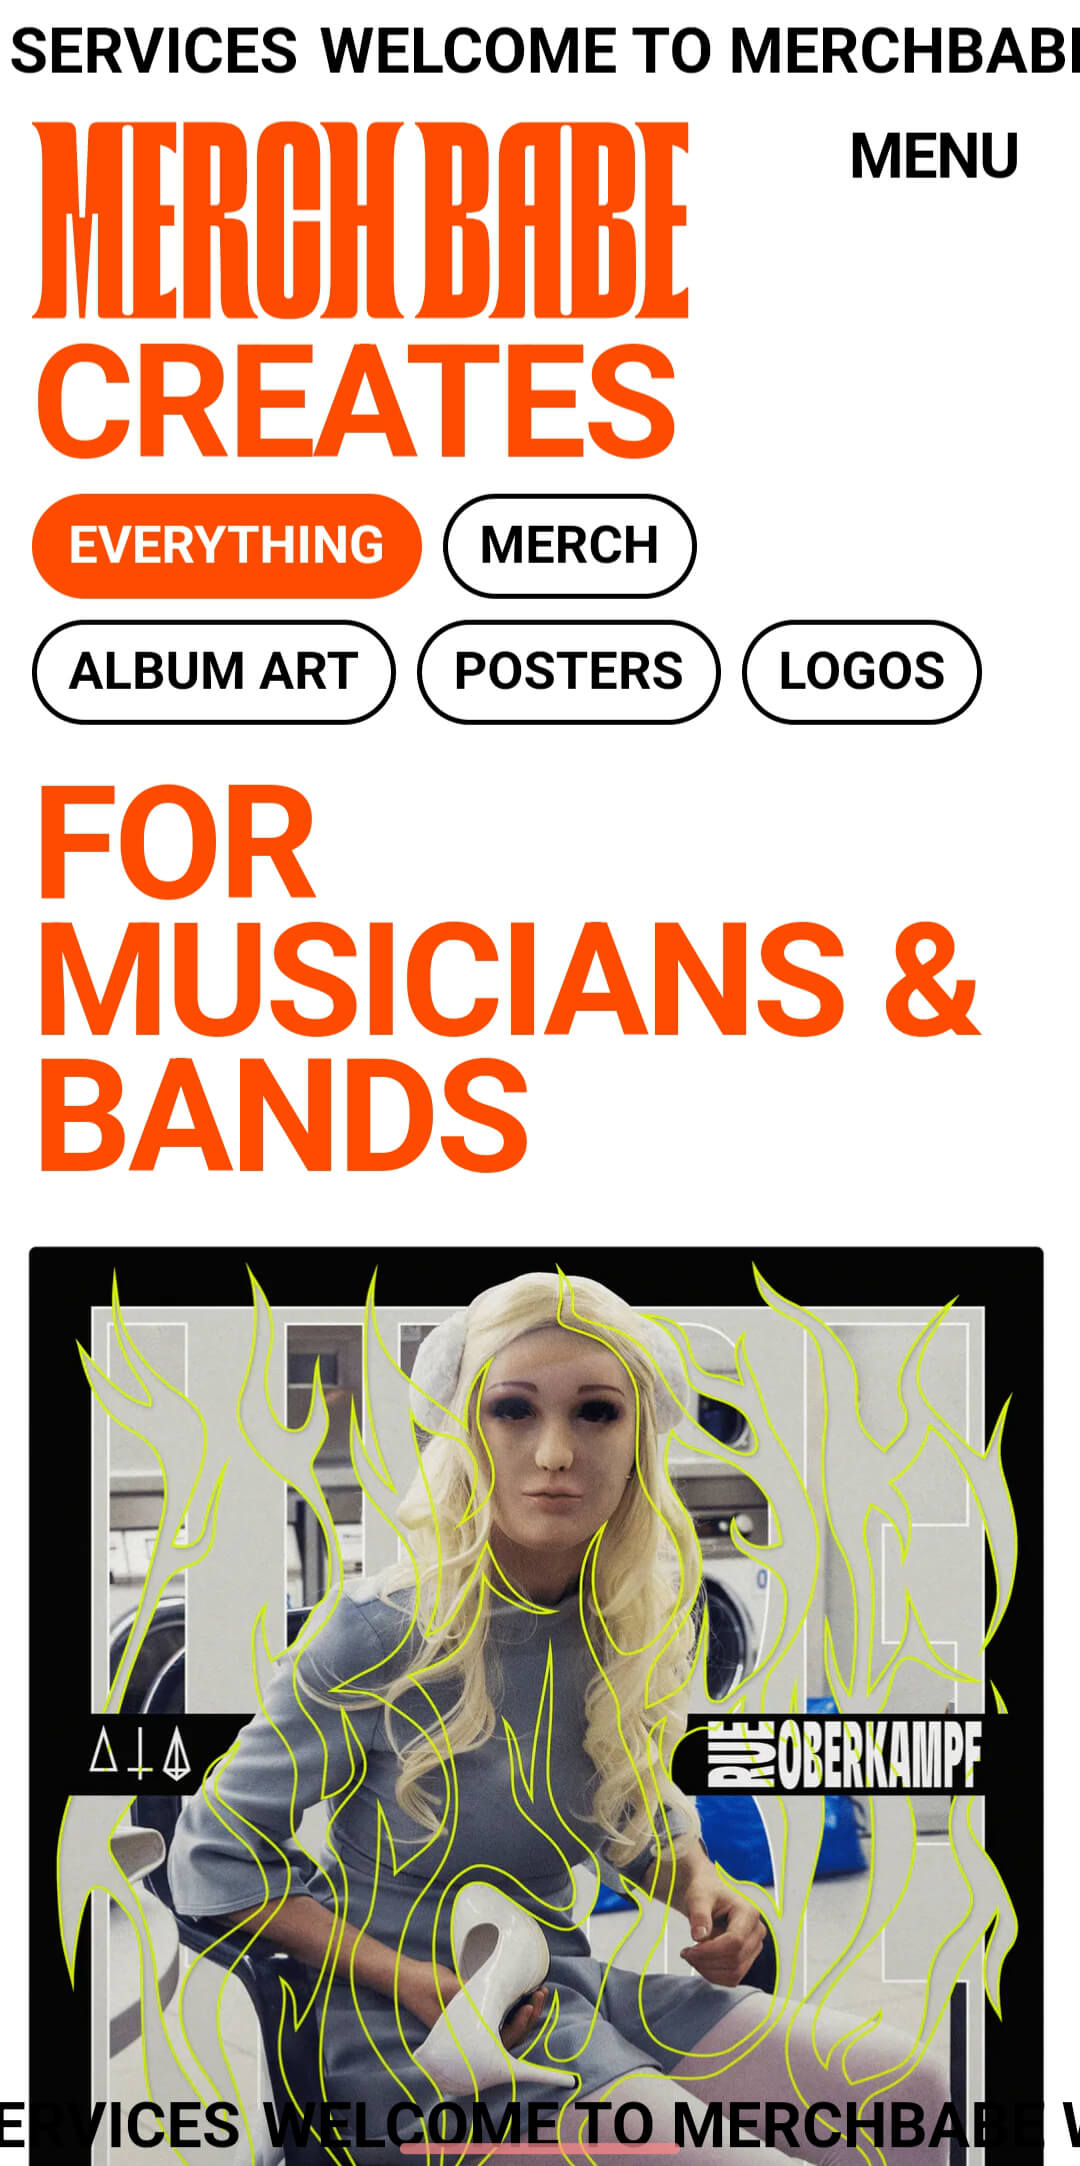 SERVICES WELCOME TO MERCHBABE
MERCH BABE
MENU
CREATES
EVERYTHING
MERCH
ALBUM ART
POSTERS
LOGOS
FOR
MUSICIANS &
BANDS
RUE OBERKAMPF
ERVICES WELCOME TO MERCHBABE W